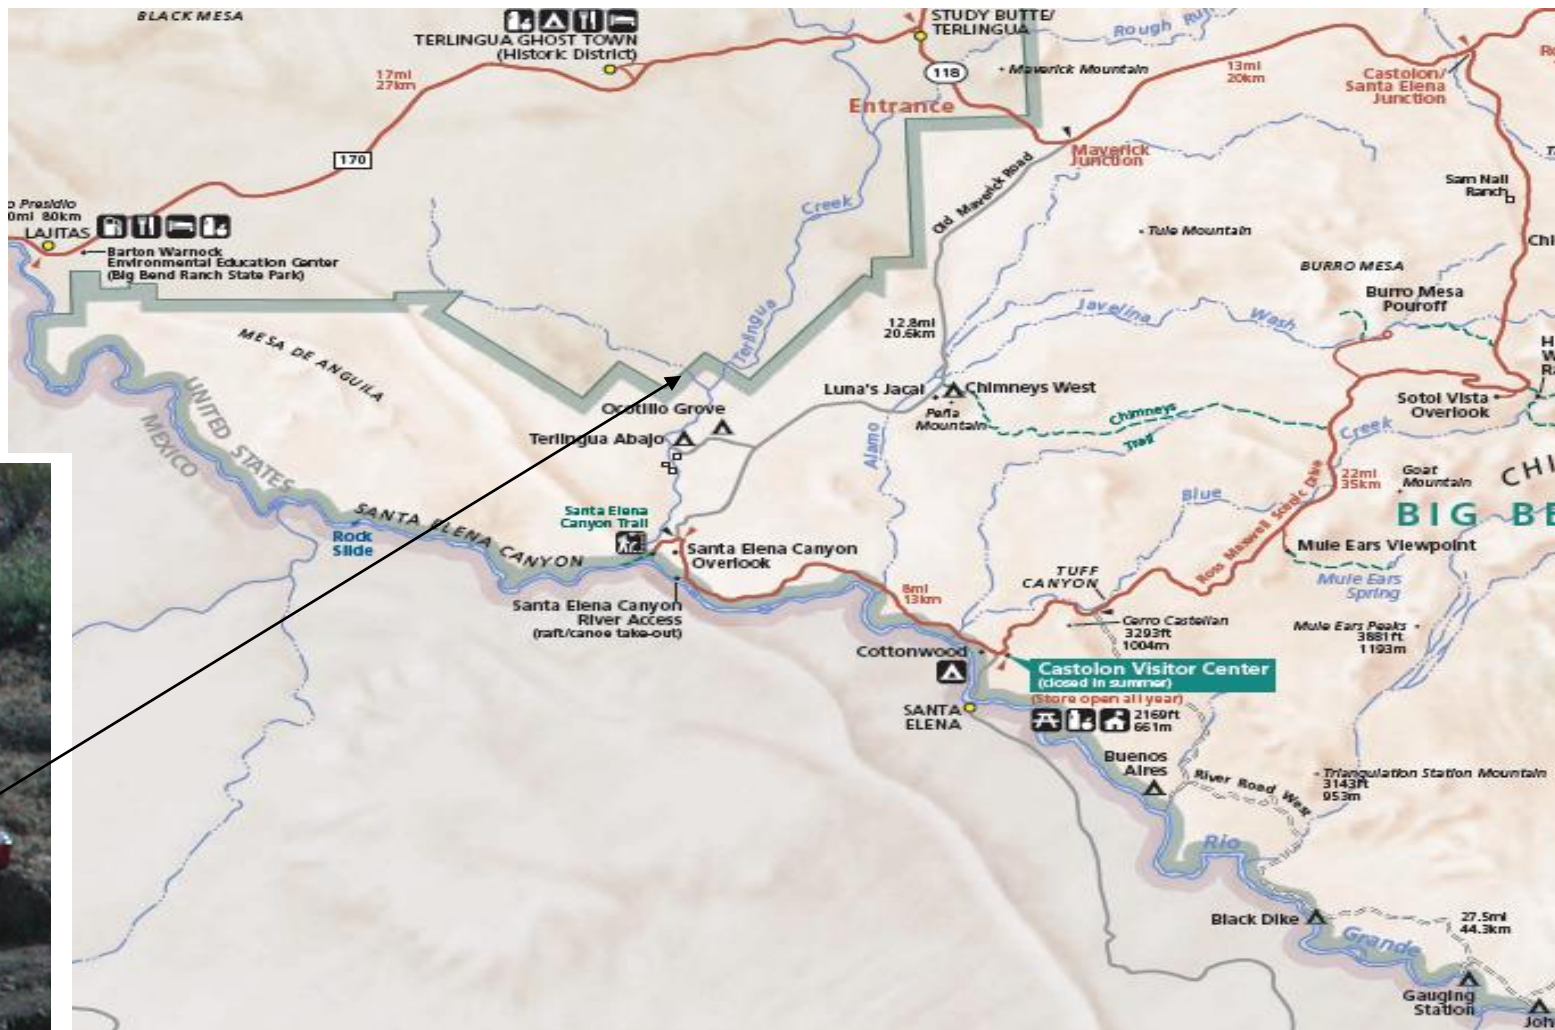 BLACK MESA
TERLINGUA GHOST TOWN
(Historic District)
STUDY BUTTE/
TERLINGUA
Rough
17mi
27km
118
Maverick Mountain
13mi
20km
Castolon/
Santa Elena
Junction
Entrance
170
Maverick
Junction
Old Maverick Road
Sam Nail
Ranch
Presidio
0mi 80km
LAJITAS
Barton Warnock
Environmental Education Center
(Big Bend Ranch State Park)
Terlingua
Creek
Tule Mountain
BURRO MESA
Chi
Burro Mesa
Pouroff
Javelina
Wash
12.8mi
20.6km
MESA DE ANGUILA
Luna's Jacal
Chimneys West
Peña
Mountain
Chimneys
Trail
Sotol Vista
Overlook
H
W
Ra
Creek
Ocotillo Grove
Terlingua Abajo
UNITED STATES
MEXICO
Alamo
22mi
35km
Goat
Mountain
CHI
BIG BE
Blue
Ross Maxwell Scenic Drive
Santa Elena
Canyon Trail
SANTA ELENA CANYON
Rock
Slide
Santa Elena Canyon
Overlook
Mule Ears Viewpoint
TUFF
CANYON
Mule Ears
Spring
8mi
13km
Santa Elena Canyon
River Access
(raft/canoe take-out)
Cerro Castellan
3293ft
1004m
Mule Ears Peaks
3881ft
1193m
Cottonwood
Castolon Visitor Center
(closed in summer)
(Store open all year)
2169ft
661m
SANTA
ELENA
Buenos
Aires
River Road West
Triangulation Station Mountain
3143ft
953m
Rio
Grande
Black Dike
27.5mi
44.3km
Gauging
Station
Joh